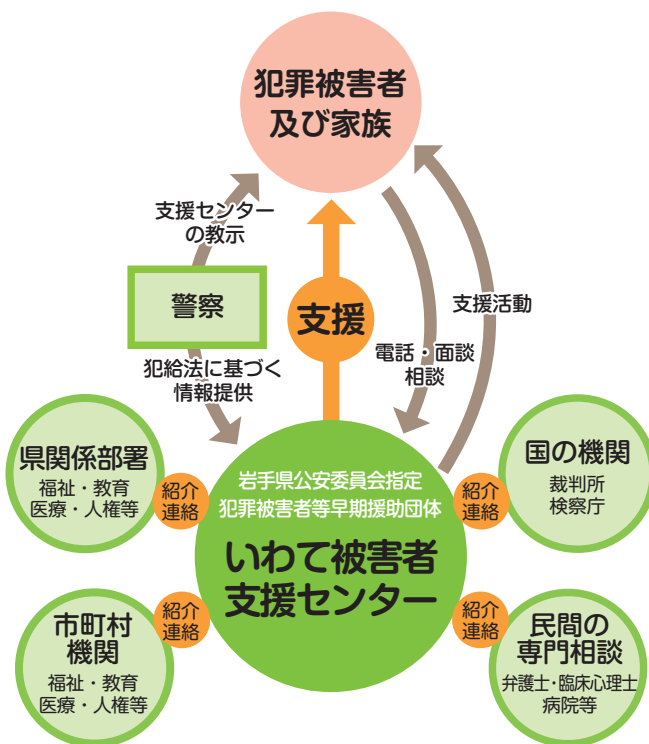 犯罪被害者
及び家族
支援センター
の教示
警察
犯給法に基づく
情報提供
支援
電話・面談
相談
支援活動
県関係部署
福祉・教育
医療・人権等
紹介
連絡
岩手県公安委員会指定
犯罪被害者等早期援助団体
いわて被害者
支援センター
紹介
連絡
国の機関
裁判所
検察庁
市町村
機関
福祉・教育
医療・人権等
紹介
連絡
紹介
連絡
民間の
専門相談
弁護士・臨床心理士
病院等